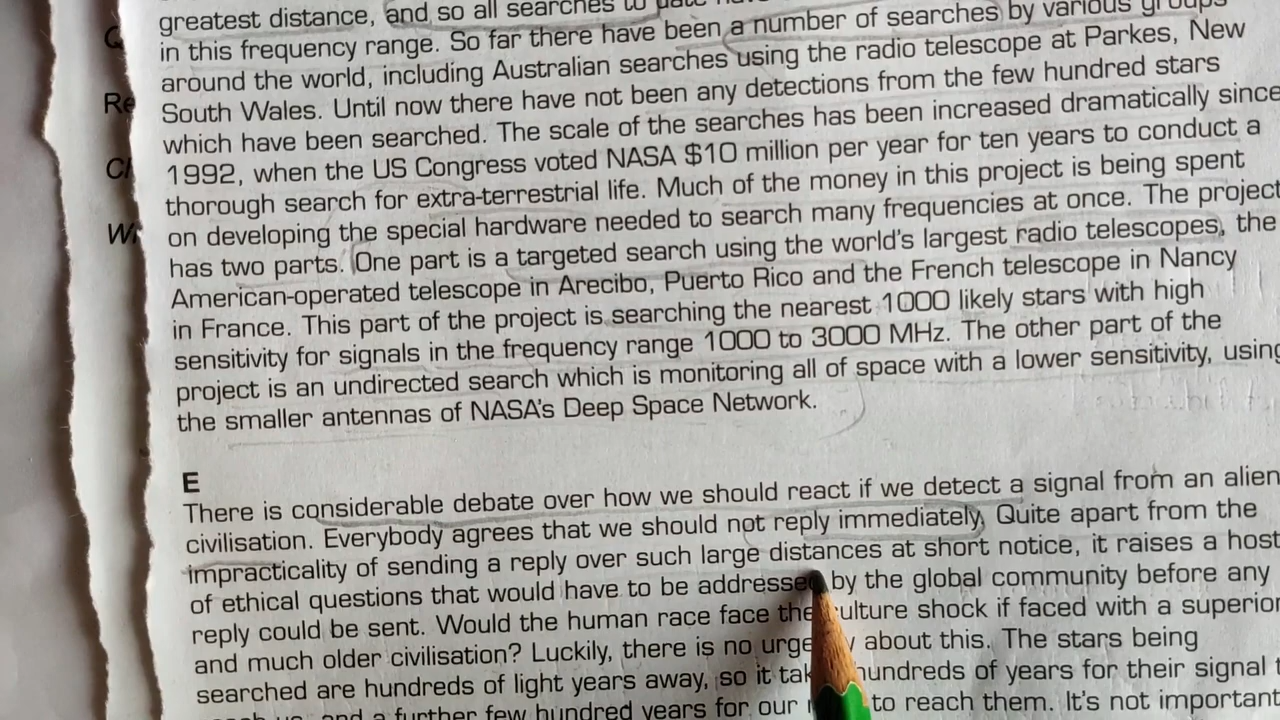 greatest distance, and so all searches to date have
in this frequency range. So far there have been a number of searches by various groups
around the world, including Australian searches using the radio telescope at Parkes, New
South Wales. Until now there have not been any detections from the few hundred stars
which have been searched. The scale of the searches has been increased dramatically since
1992, when the US Congress voted NASA $10 million per year for ten years to conduct a
thorough search for extra-terrestrial life. Much of the money in this project is being spent
on developing the special hardware needed to search many frequencies at once. The project
has two parts. One part is a targeted search using the world's largest radio telescopes, the
American-operated telescope in Arecibo, Puerto Rico and the French telescope in Nancy
in France. This part of the project is searching the nearest 1000 likely stars with high
sensitivity for signals in the frequency range 1000 to 3000 MHz. The other part of the
project is an undirected search which is monitoring all of space with a lower sensitivity, using
the smaller antennas of NASA's Deep Space Network.
E
There is considerable debate over how we should react if we detect a signal from an alien
civilisation. Everybody agrees that we should not reply immediately. Quite apart from the
impracticality of sending a reply over such large distances at short notice, it raises a host
of ethical questions that would have to be addressed by the global community before any
reply could be sent. Would the human race face the culture shock if faced with a superior
and much older civilisation? Luckily, there is no urgency about this. The stars being
searched are hundreds of light years away, so it takes hundreds of years for their signal
and a further few hundred years for our to reach them. It's not important
Re